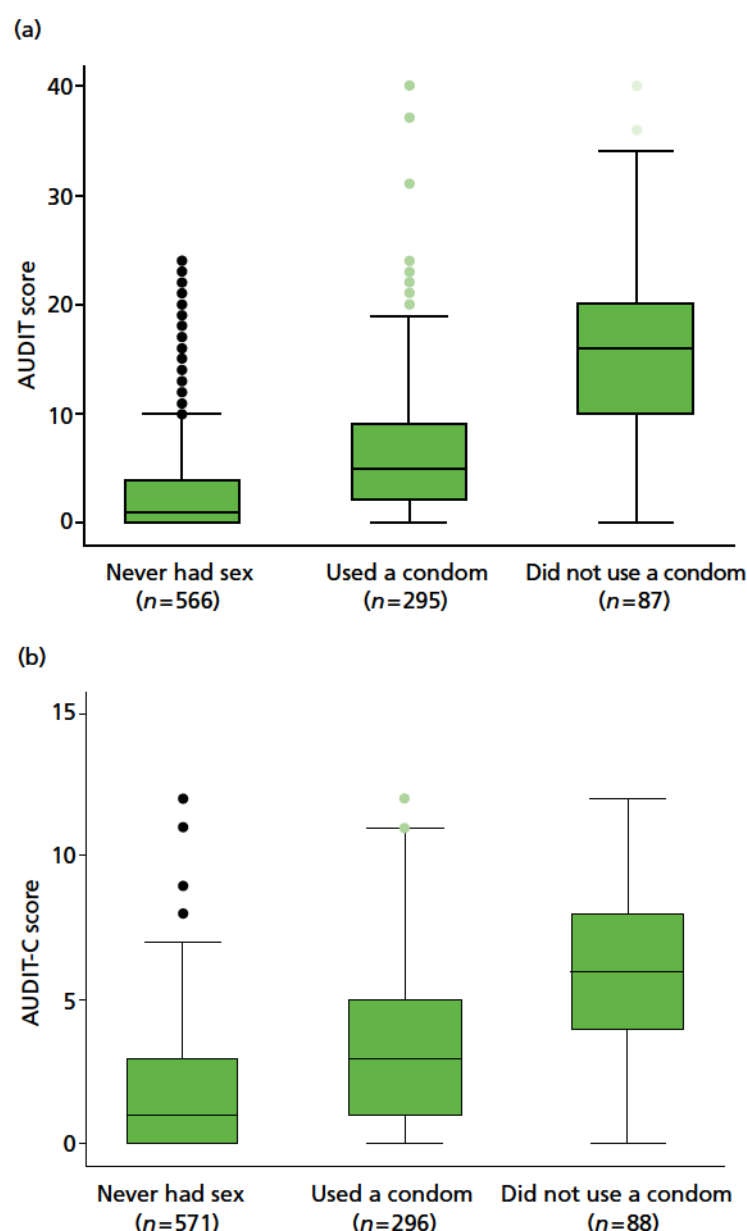 (a)
40
30
20
10
0
AUDIT score
Never had sex
(n=566)
Used a condom
(n=295)
Did not use a condom
(n=87)
(b)
15
10
5
0
AUDIT-C score
Never had sex
(n=571)
Used a condom
(n=296)
Did not use a condom
(n=88)